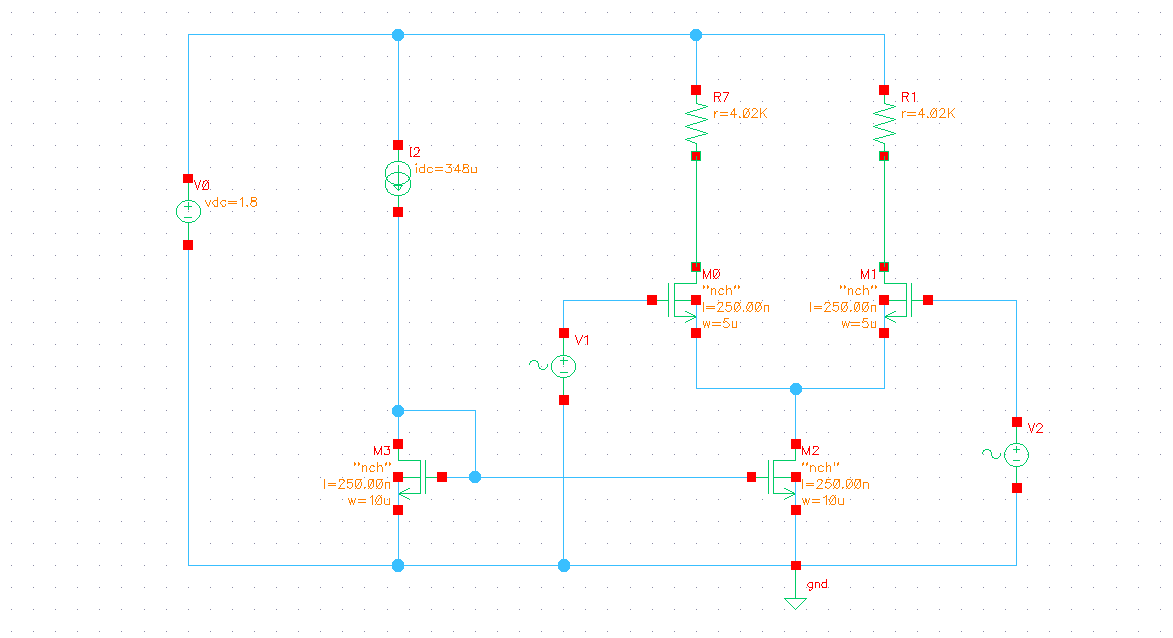 R7
r=4.02K
R1
r=4.02K
I2
idc=348u
V0
vdc=1.8
M0
"nch"
l=250.00n
w=5u
M1
"nch"
l=250.00n
w=5u
V1
M3
"nch"
l=250.00n
w=10u
M2
"nch"
l=250.00n
w=10u
V2
gnd